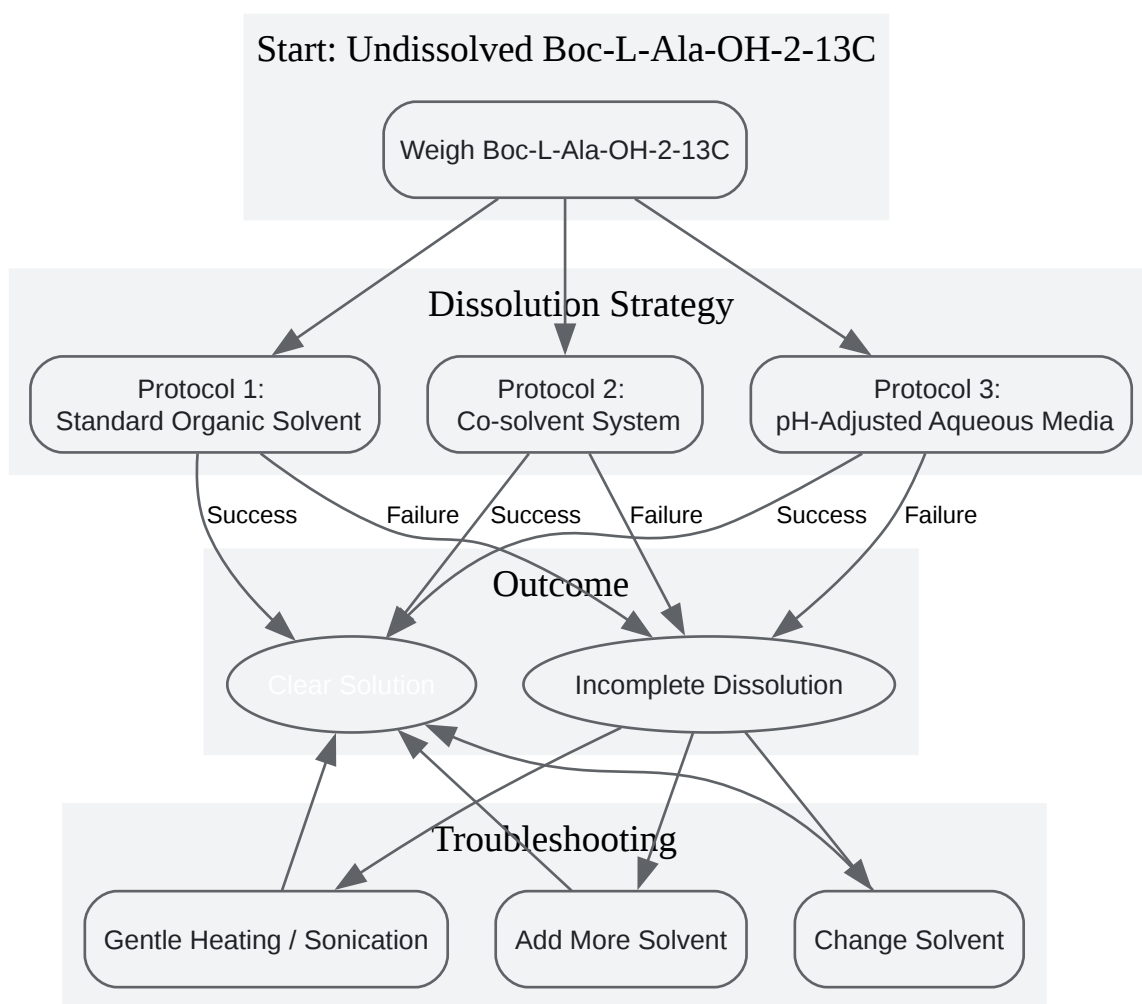 Start: Undissolved Boc-L-Ala-OH-2-13C
Weigh Boc-L-Ala-OH-2-13C
Dissolution Strategy
Protocol 1:
Standard Organic Solvent
Protocol 2:
Co-solvent System
Protocol 3:
pH-Adjusted Aqueous Media
Success
Failure
Success
Failure
Success
Failure
Outcome
Clear Solution
Incomplete Dissolution
Troubleshooting
Gentle Heating / Sonication
Add More Solvent
Change Solvent